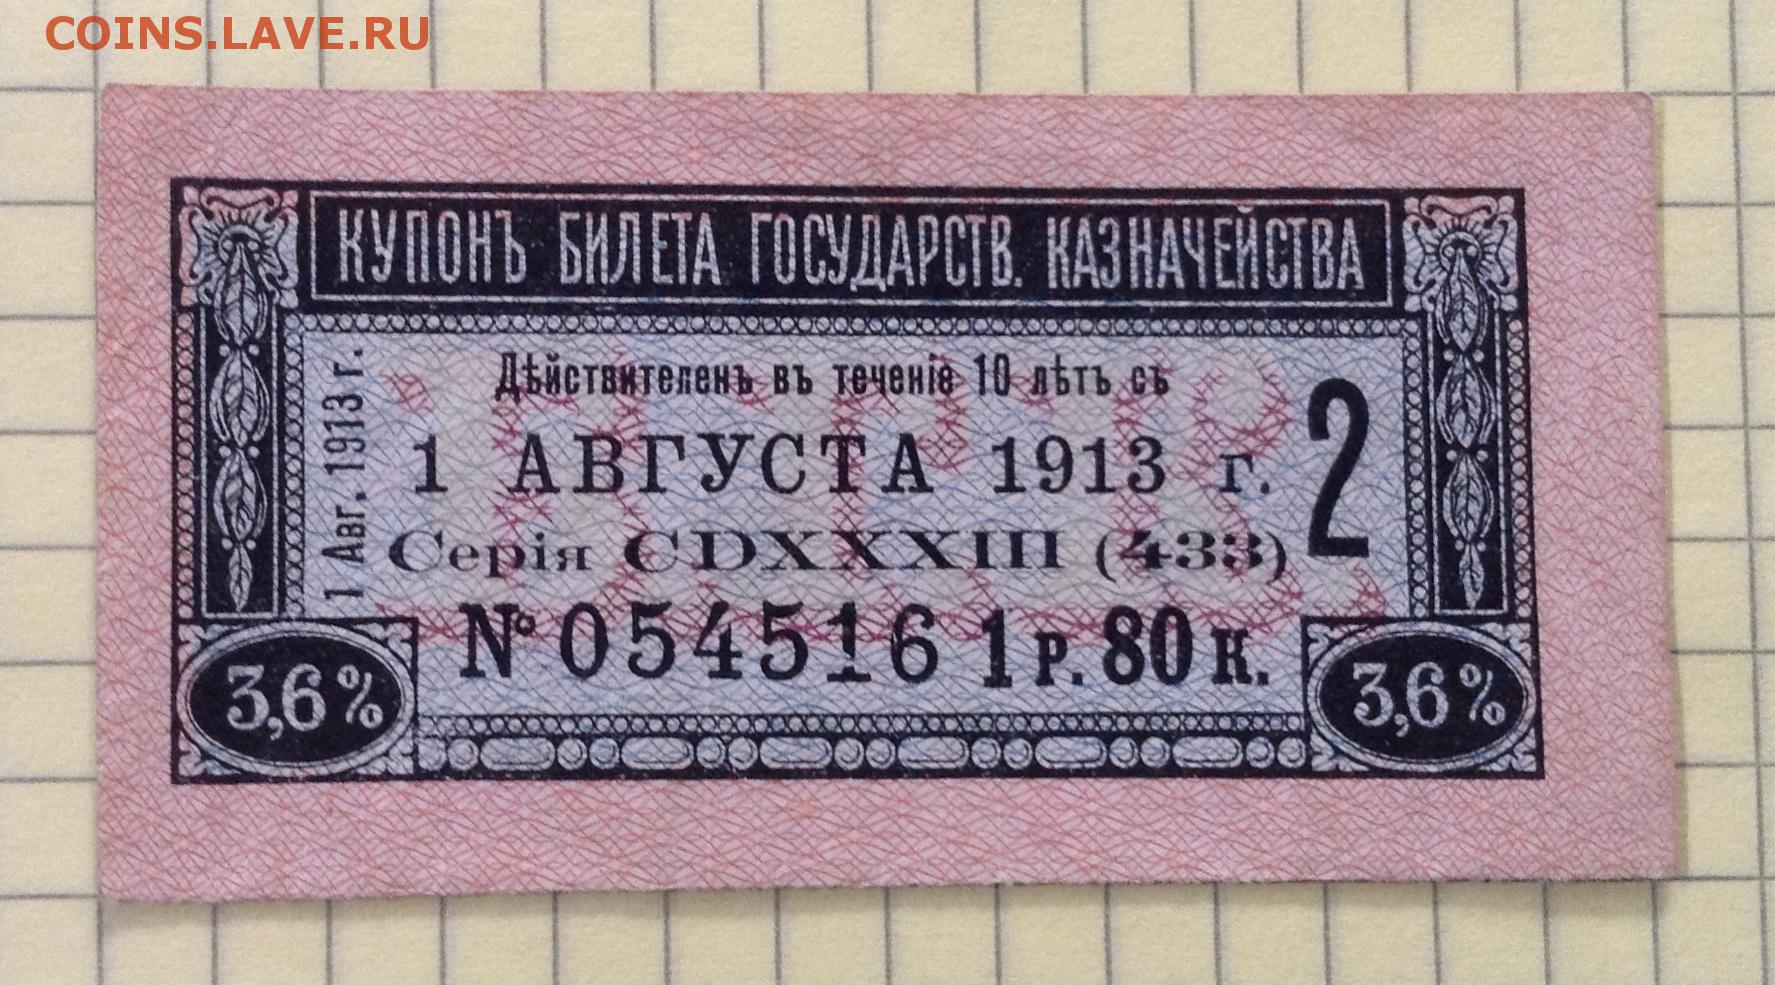 COINS.LAVE.RU
КУПОНЪ БИЛЕТА ГОСУДАРСТВ. КАЗНАЧЕЙСТВА
Дѣйствителенъ въ теченіе 10 лѣтъ съ
1 АВГУСТА 1913 г.
2
1 Авг. 1913 г.
Серія CDXXXIII (433)
№ 054516 1 р. 80 к.
3,6%
3,6%